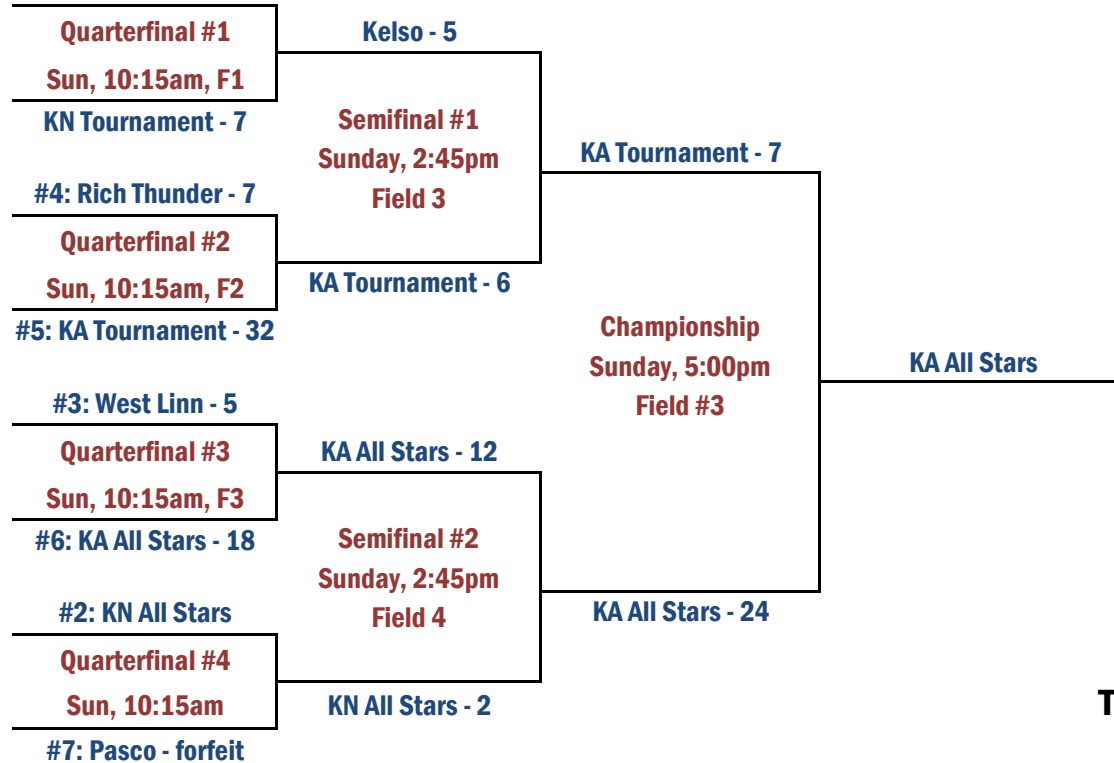 Quarterfinal #1
Sun, 10:15am, F1
KN Tournament - 7
#4: Rich Thunder - 7
Quarterfinal #2
Sun, 10:15am, F2
#5: KA Tournament - 32
#3: West Linn - 5
Quarterfinal #3
Sun, 10:15am, F3
#6: KA All Stars - 18
#2: KN All Stars
Quarterfinal #4
Sun, 10:15am
#7: Pasco - forfeit
Kelso - 5
Semifinal #1
Sunday, 2:45pm
Field 3
KA Tournament - 6
KA All Stars - 12
Semifinal #2
Sunday, 2:45pm
Field 4
KN All Stars - 2
KA Tournament - 7
Championship
Sunday, 5:00pm
Field #3
KA All Stars - 24
KA All Stars
T